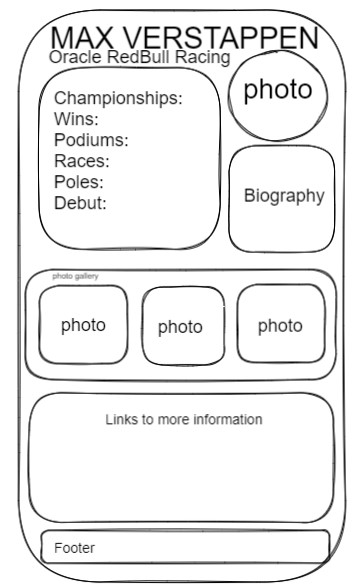 MAX VERSTAPPEN
Oracle RedBull Racing
photo
Championships:
Wins:
Podiums:
Races:
Poles:
Debut:
Biography
photo gallery
photo
photo
photo
Links to more information
Footer